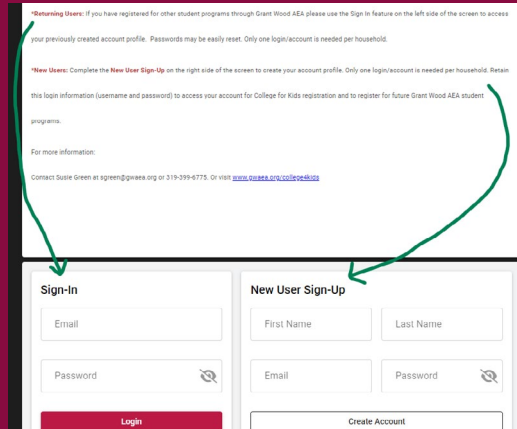 *Returning Users: If you have registered for other student programs through Grant Wood AEA please use the Sign In feature on the left side of the screen to access
your previously created account profile. Passwords may be easily reset. Only one login/account is needed per household.
*New Users: Complete the New User Sign-Up on the right side of the screen to create your account profile. Only one login/account is needed per household. Retain
this login information (username and password) to access your account for College for Kids registration and to register for future Grant Wood AEA student
programs.
For more information:
Contact Susie Green at sgreen@gwaea.org or 319-399-6775. Or visit www.gwaea.org/college4kids
Sign-In
Email
Password
Login
New User Sign-Up
First Name Last Name
Email Password
Create Account